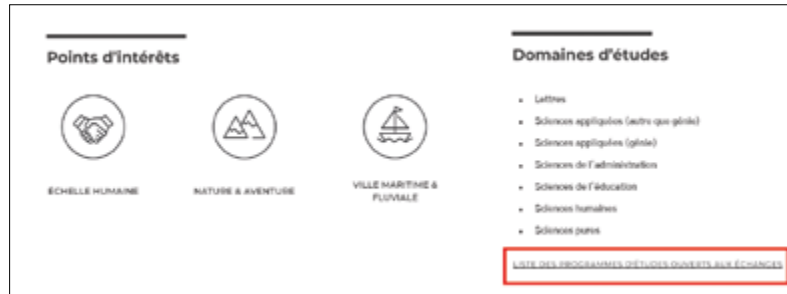 Points d'intérêts
ÉCHELLE HUMAINE
NATURE & AVENTURE
VILLE MARITIME &
FLUVIALE
Domaines d'études
Lettres
Sciences appliquées (autre que génie)
Sciences appliquées (génie)
Sciences de l'administration
Sciences de l'éducation
Sciences humaines
Sciences pures
LISTE DES PROGRAMMES D'ÉTUDES OUVERTS AUX ÉCHANGES